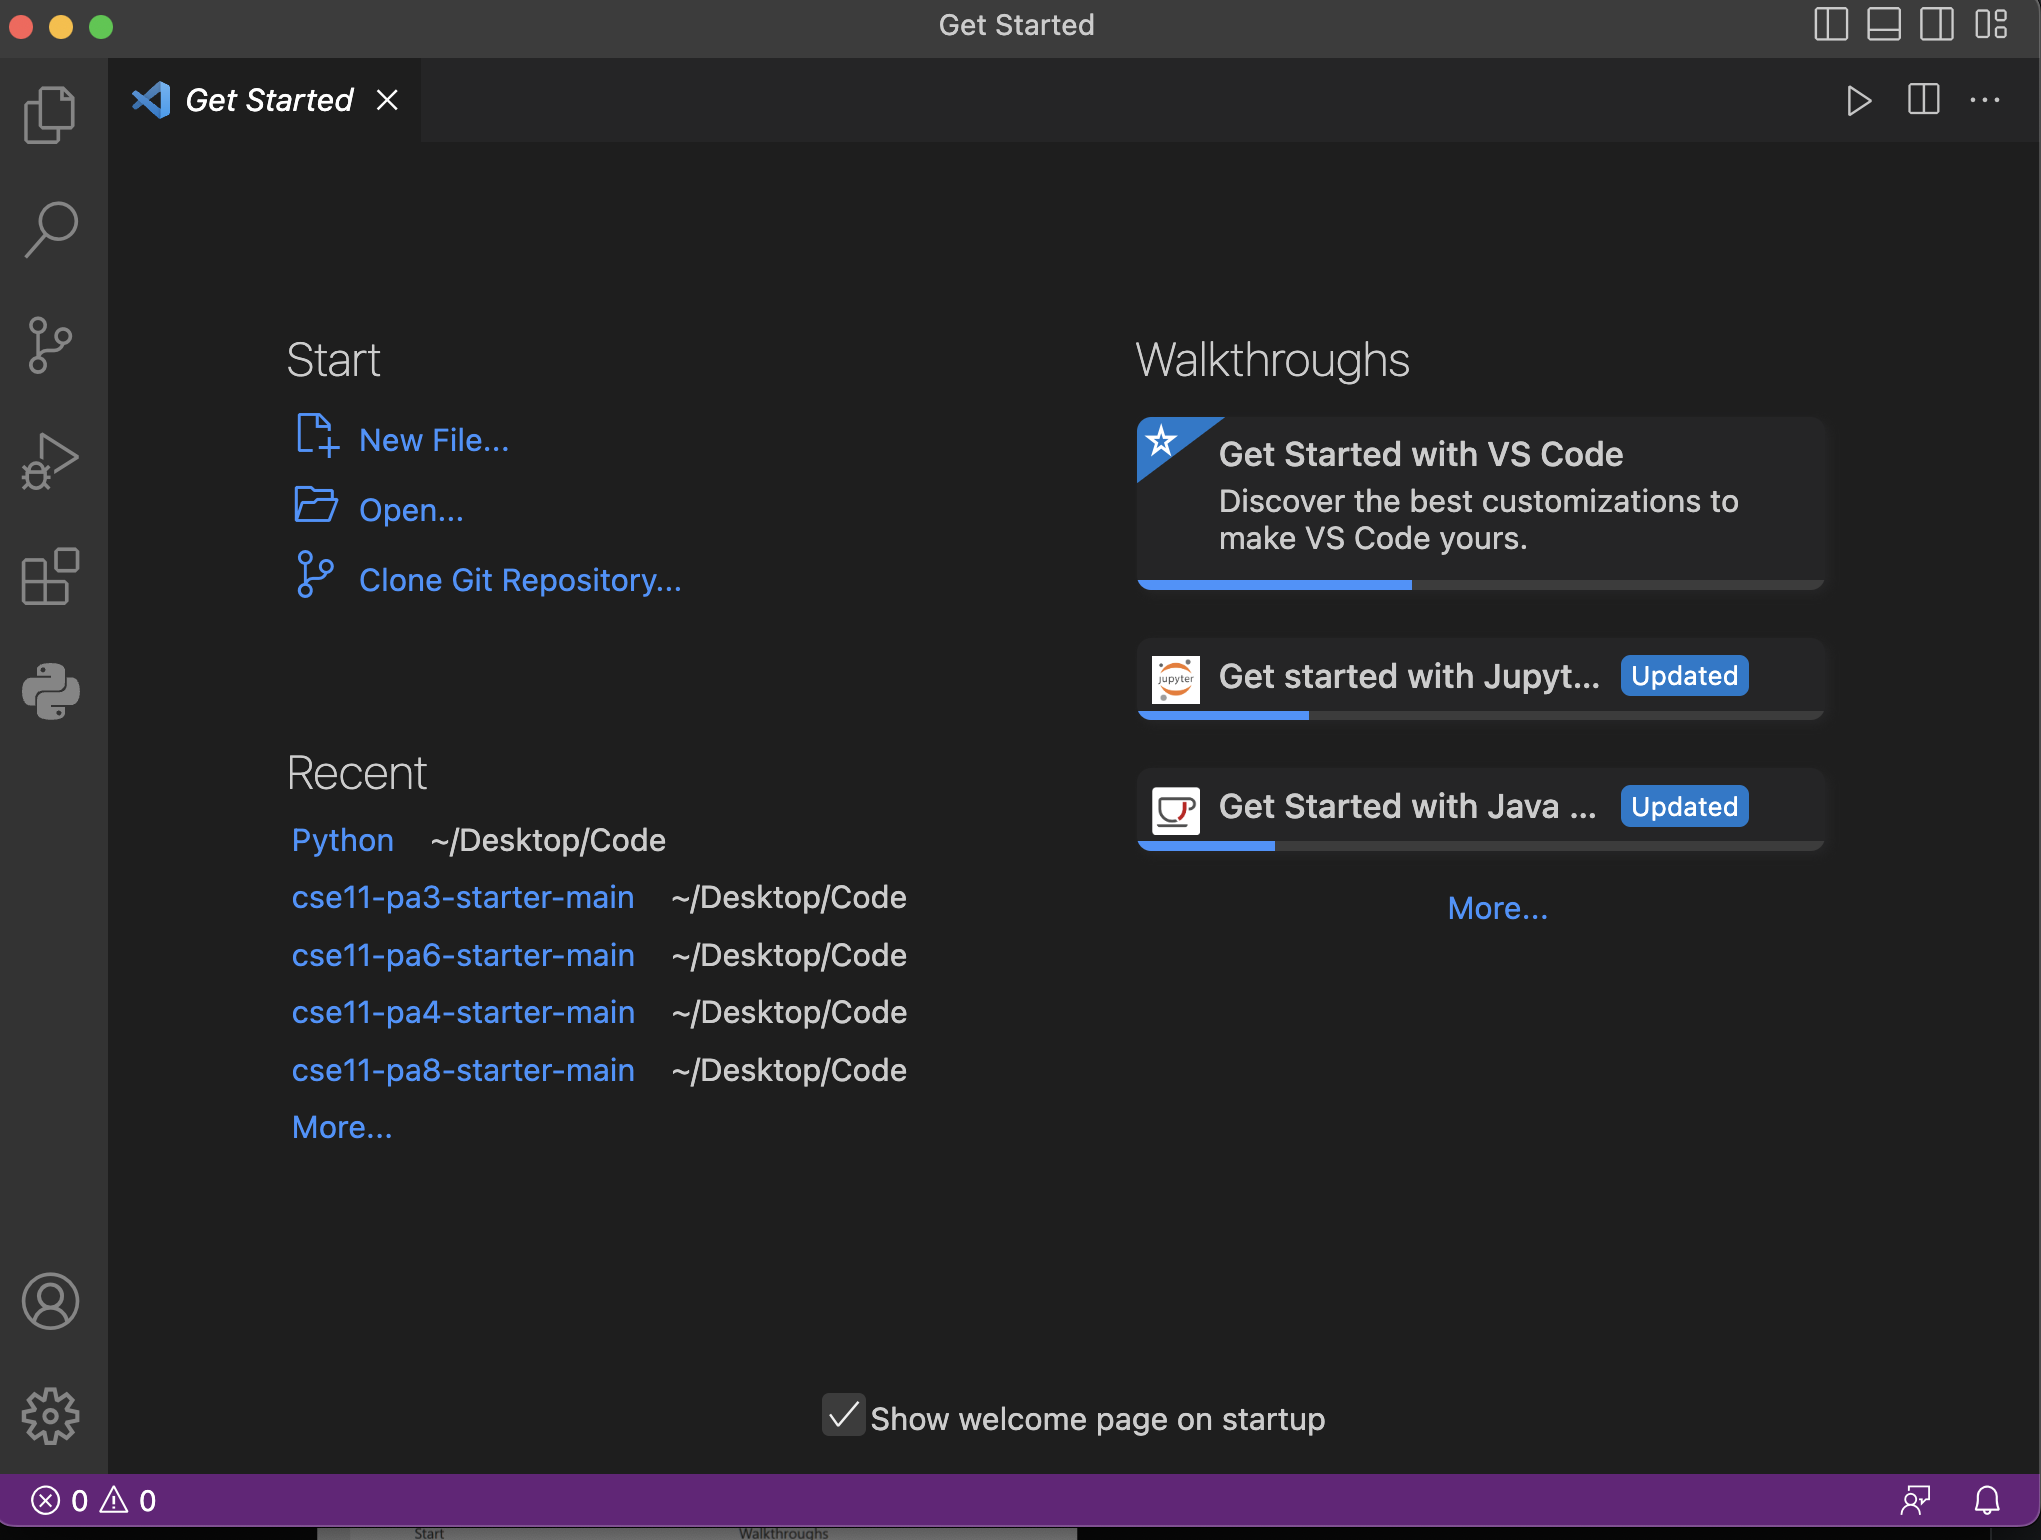 Get Started
Get Started
Start
New File...
Open...
Clone Git Repository...
Recent
Python ~/Desktop/Code
cse11-pa3-starter-main ~/Desktop/Code
cse11-pa6-starter-main ~/Desktop/Code
cse11-pa4-starter-main ~/Desktop/Code
cse11-pa8-starter-main ~/Desktop/Code
More...
Walkthroughs
Get Started with VS Code
Discover the best customizations to
make VS Code yours.
jupyter
Get started with Jupyt... Updated
Get Started with Java ... Updated
More...
Show welcome page on startup
0 0
Start Walkthroughs